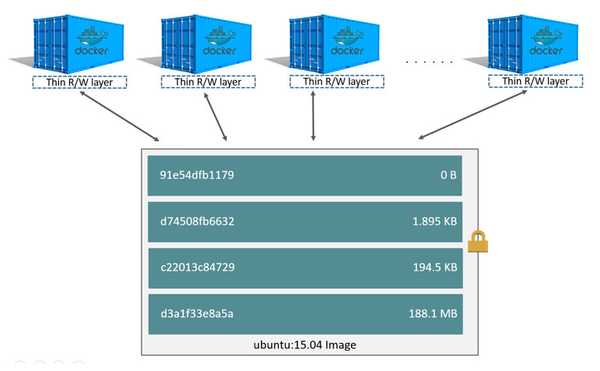 docker docker docker docker
Thin R/W layer Thin R/W layer Thin R/W layer Thin R/W layer
91e54dfb1179 0 B
d74508fb6632 1.895 KB
c22013c84729 194.5 KB
d3a1f33e8a5a 188.1 MB
ubuntu:15.04 Image